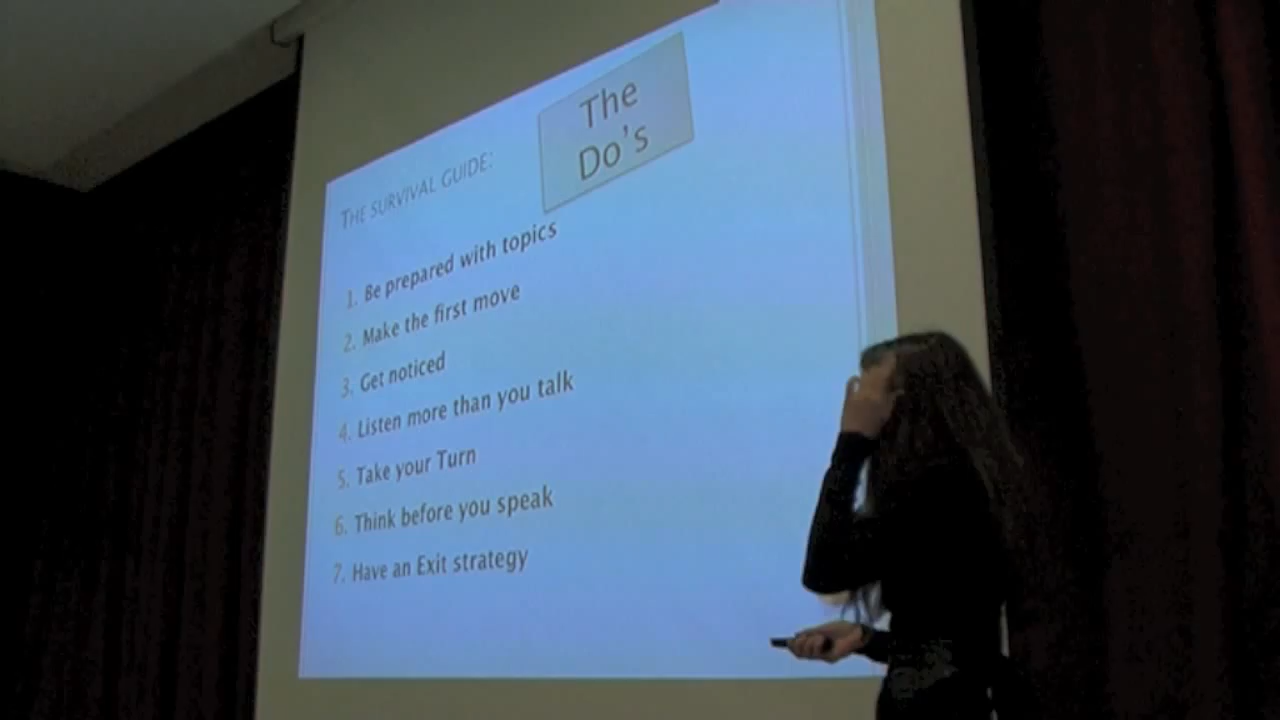 The
Do's
THE SURVIVAL GUIDE:
1. Be prepared with topics
2. Make the first move
3. Get noticed
4. Listen more than you talk
5. Take your Turn
6. Think before you speak
7. Have an Exit strategy